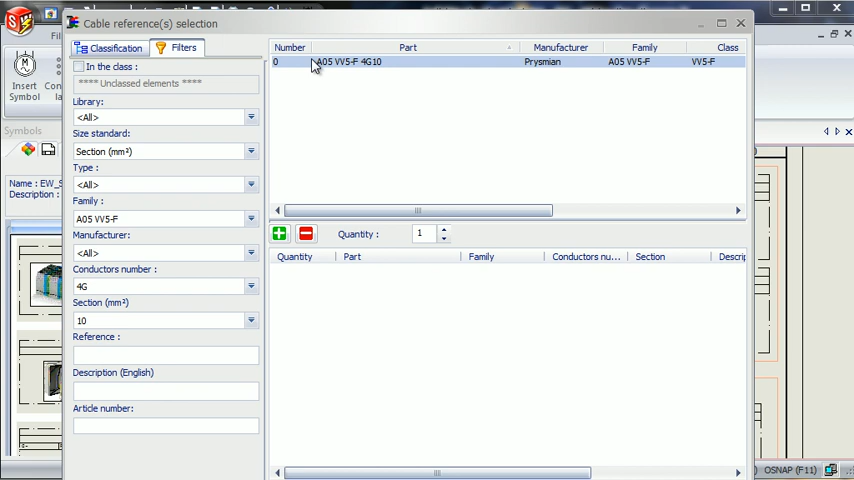 File
Cable reference(s) selection
Classification
Filters
In the class :
**** Unclassed elements ****
Library:
<All>
Size standard:
Section (mm²)
Type :
<All>
Family :
A05 VV5-F
Manufacturer:
<All>
Conductors number :
4G
Section (mm²)
10
Reference :
Description (English)
Article number:
Number Part Manufacturer Family Class
0 A05 VV5-F 4G10 Prysmian A05 VV5-F VV5-F
Quantity : 1
Quantity Part Family Conductors nu... Section Descrip
SW
Insert
Symbol
Symbols
Name : EW_S
Description :
OSNAP (F11)